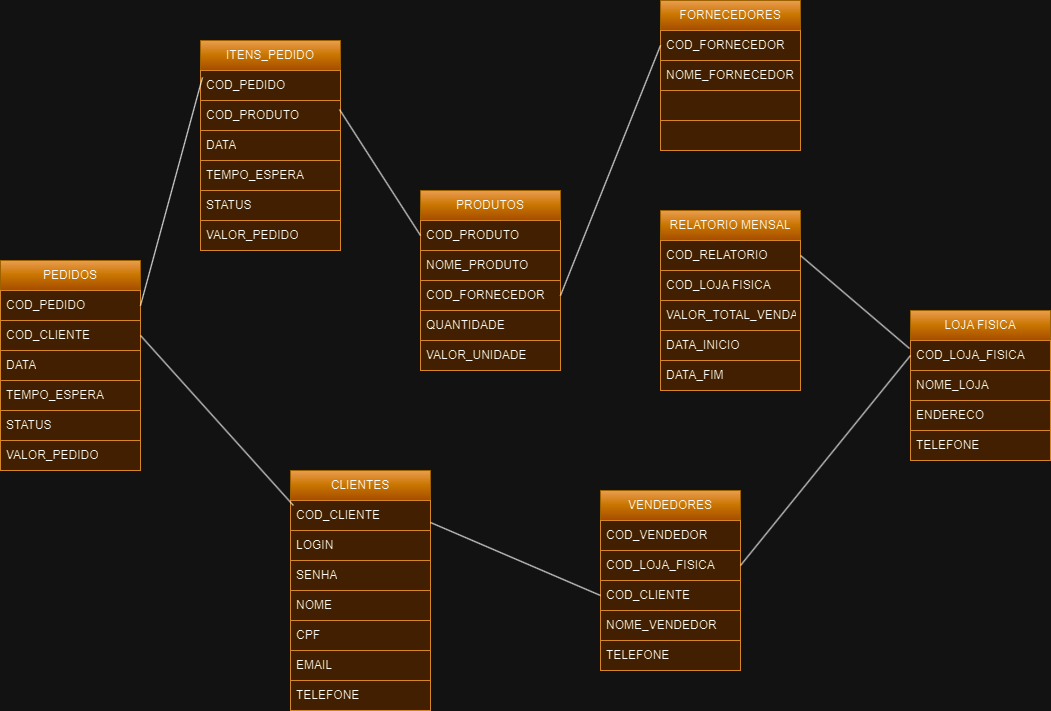 FORNECEDORES
COD_FORNECEDOR
NOME_FORNECEDOR
ITENS_PEDIDO
COD_PEDIDO
COD_PRODUTO
DATA
TEMPO_ESPERA
STATUS
VALOR_PEDIDO
PRODUTOS
COD_PRODUTO
NOME_PRODUTO
COD_FORNECEDOR
QUANTIDADE
VALOR_UNIDADE
RELATORIO MENSAL
COD_RELATORIO
COD_LOJA FISICA
VALOR_TOTAL_VENDA
DATA_INICIO
DATA_FIM
PEDIDOS
COD_PEDIDO
COD_CLIENTE
DATA
TEMPO_ESPERA
STATUS
VALOR_PEDIDO
LOJA FISICA
COD_LOJA_FISICA
NOME_LOJA
ENDERECO
TELEFONE
CLIENTES
COD_CLIENTE
LOGIN
SENHA
NOME
CPF
EMAIL
TELEFONE
VENDEDORES
COD_VENDEDOR
COD_LOJA_FISICA
COD_CLIENTE
NOME_VENDEDOR
TELEFONE